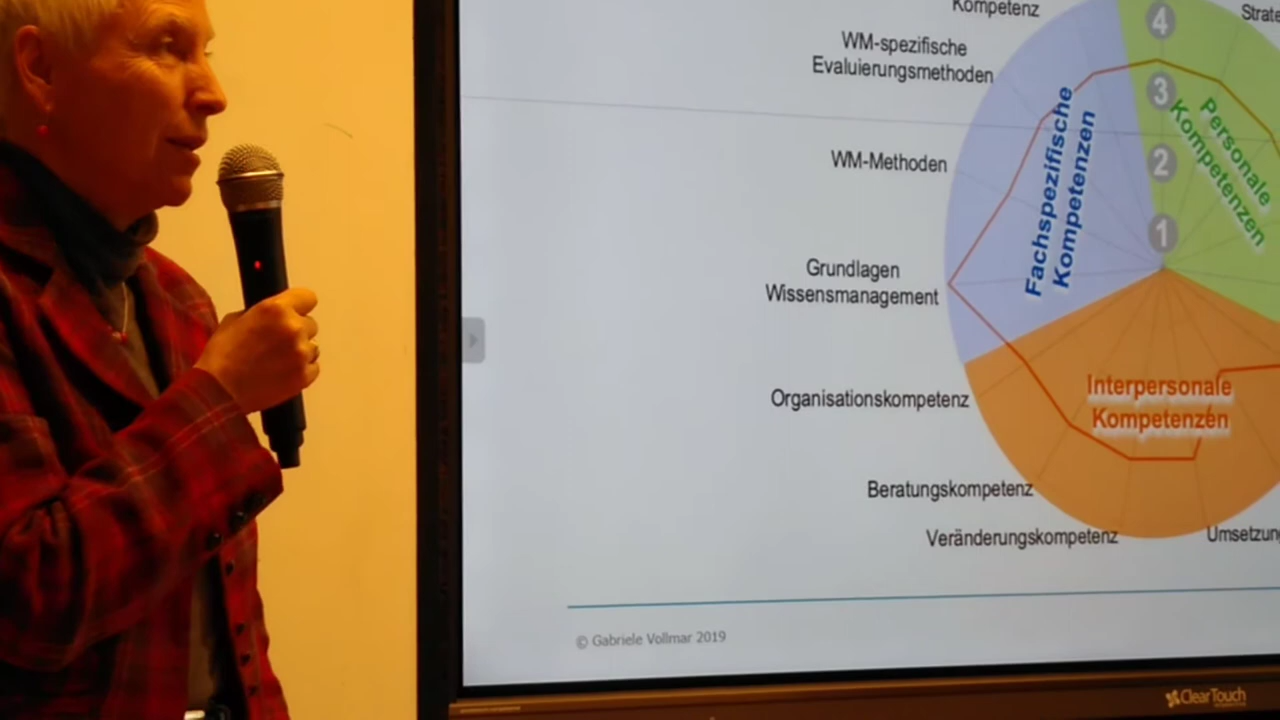 Kompetenz
WM-spezifische
Evaluierungsmethoden
WM-Methoden
Grundlagen
Wissensmanagement
Organisationskompetenz
Beratungskompetenz
Veränderungskompetenz
Umsetzung
Strate
4
3
2
1
Fachspezifische
Kompetenzen
Personale
Kompetenzen
Interpersonale
Kompetenzen
© Gabriele Vollmar 2019
ClearTouch